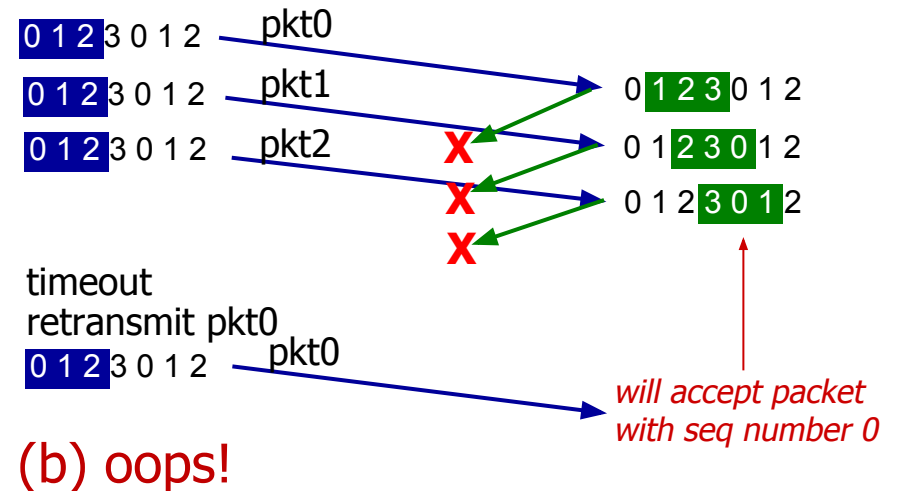 0 1 2 3 0 1 2 pkt0
0 1 2 3 0 1 2
0 1 2 3 0 1 2 pkt1
X 0 1 2 3 0 1 2
0 1 2 3 0 1 2 pkt2
X 0 1 2 3 0 1 2
X
timeout
retransmit pkt0
0 1 2 3 0 1 2 pkt0
will accept packet
with seq number 0
(b) oops!